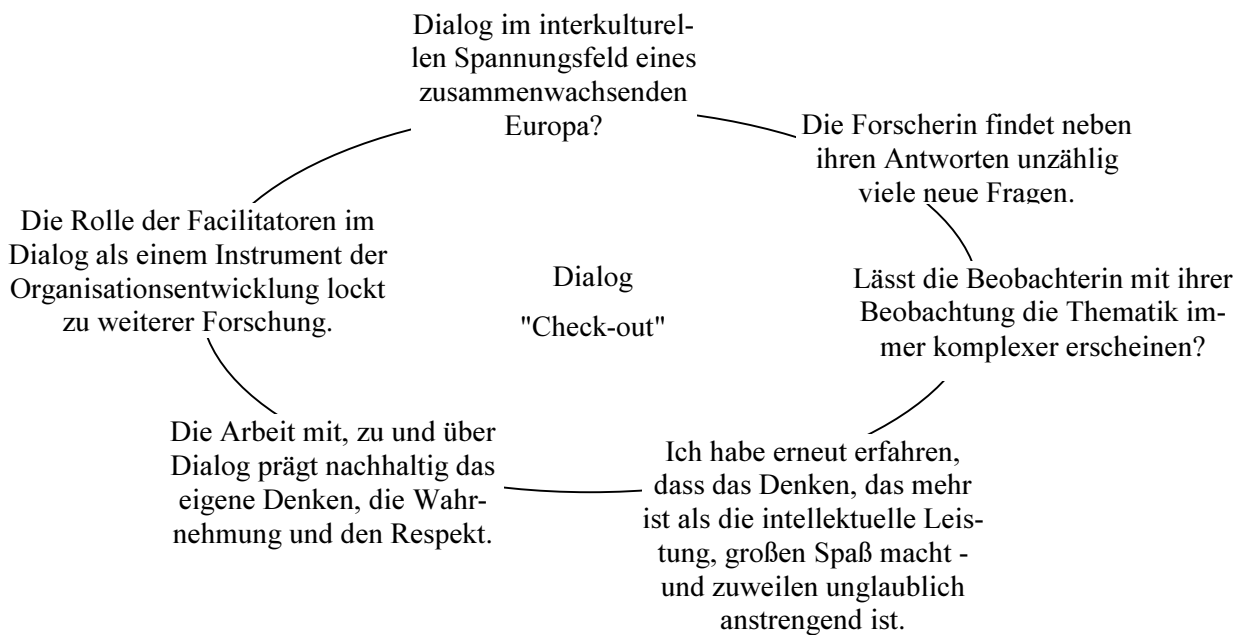 Dialog im interkulturel-
len Spannungsfeld eines
zusammenwachsenden
Europa?
Die Forscherin findet neben
ihren Antworten unzählig
viele neue Fragen.
Lässt die Beobachterin mit ihrer
Beobachtung die Thematik im-
mer komplexer erscheinen?
Ich habe erneut erfahren,
dass das Denken, das mehr
ist als die intellektuelle Leis-
tung, großen Spaß macht -
und zuweilen unglaublich
anstrengend ist.
Die Arbeit mit, zu und über
Dialog prägt nachhaltig das
eigene Denken, die Wahr-
nehmung und den Respekt.
Die Rolle der Facilitatoren im
Dialog als einem Instrument der
Organisationsentwicklung lockt
zu weiterer Forschung.
Dialog
"Check-out"